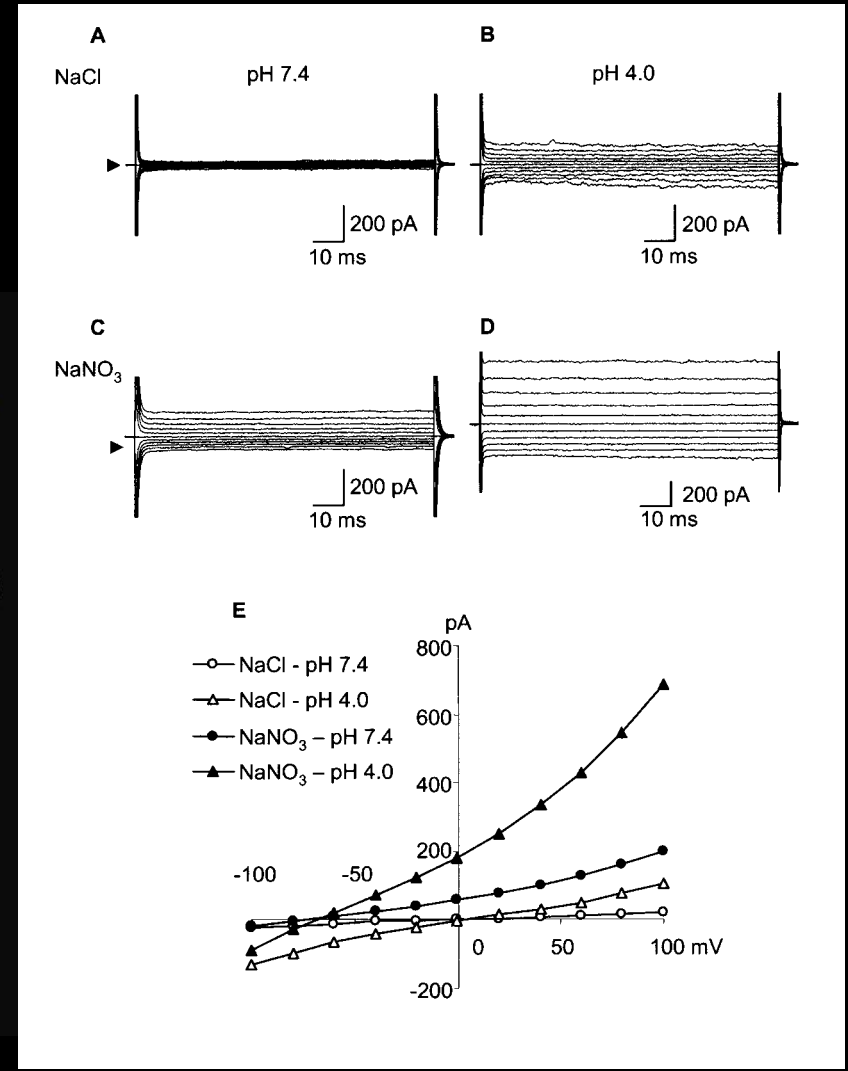 A
B
NaCl
pH 7.4
pH 4.0
200 pA
10 ms
200 pA
10 ms
C
D
NaNO3
200 pA
10 ms
200 pA
10 ms
E
pA
NaCl - pH 7.4
NaCl - pH 4.0
NaNO3 – pH 7.4
NaNO3 – pH 4.0
800
600
400
200
-200
-100
-50
0
50
100 mV